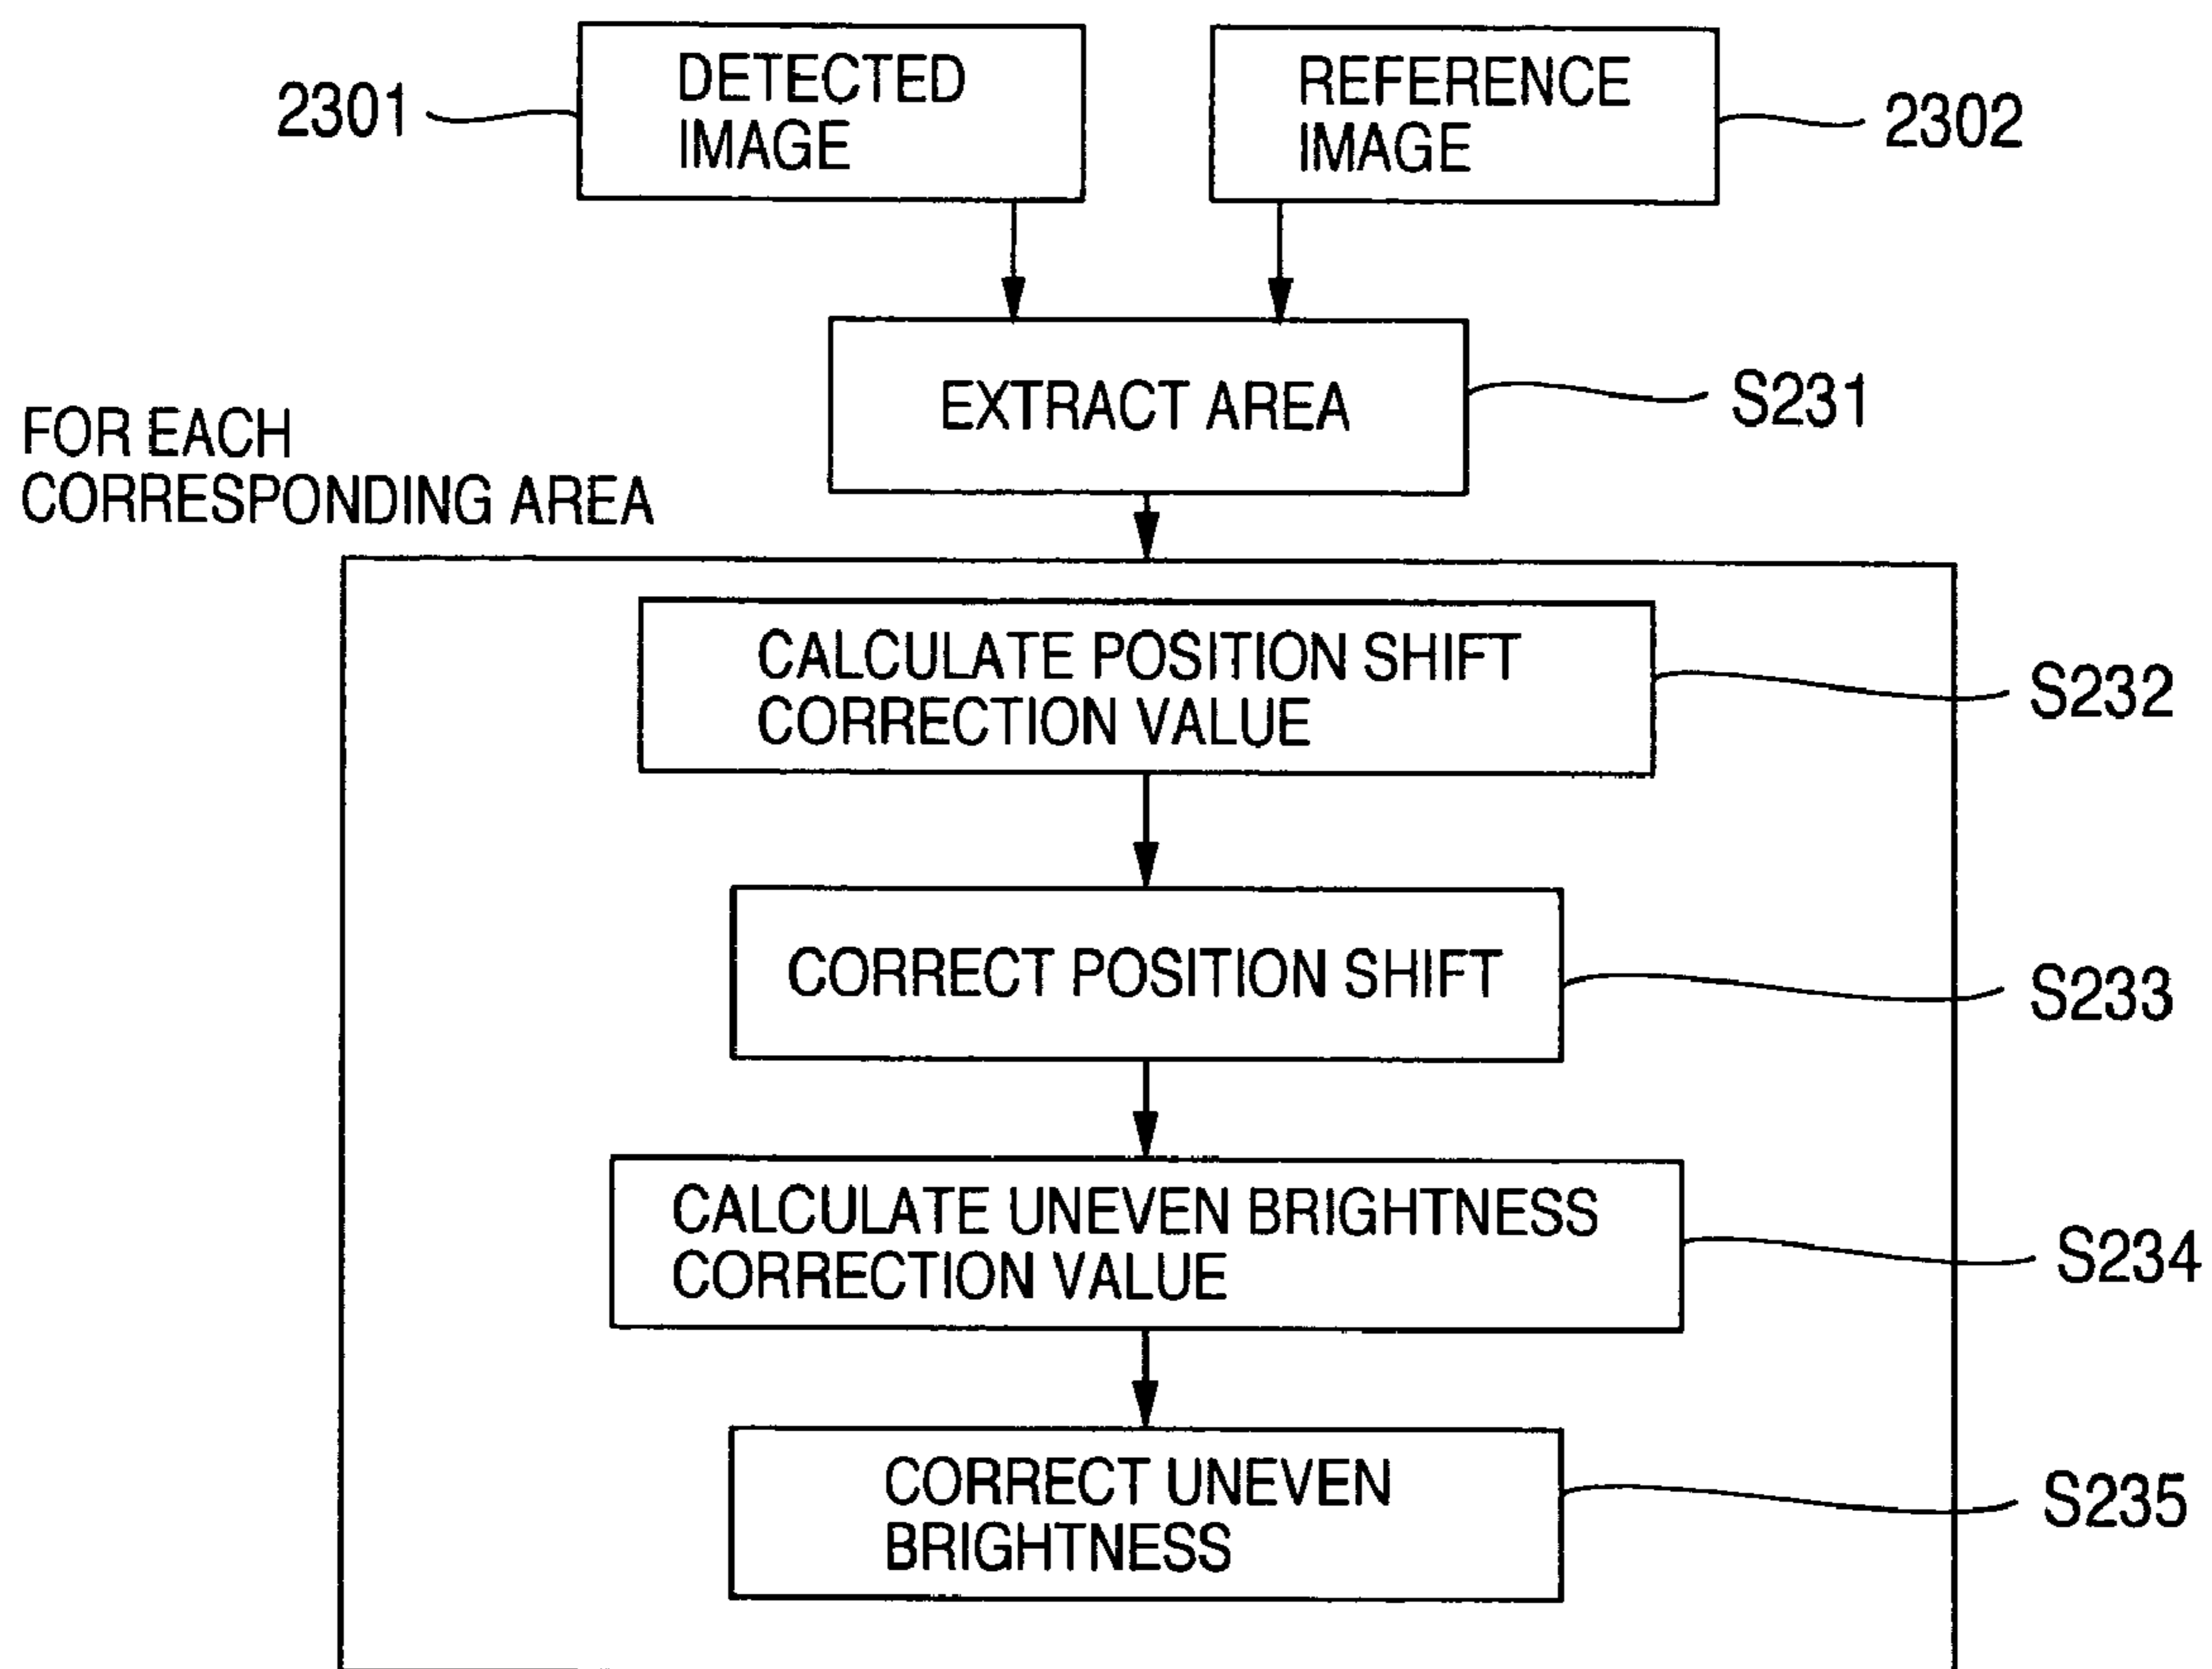 2301
DETECTED
IMAGE
REFERENCE
IMAGE
2302
EXTRACT AREA
S231
FOR EACH
CORRESPONDING AREA
CALCULATE POSITION SHIFT
CORRECTION VALUE
S232
CORRECT POSITION SHIFT
S233
CALCULATE UNEVEN BRIGHTNESS
CORRECTION VALUE
S234
CORRECT UNEVEN
BRIGHTNESS
S235